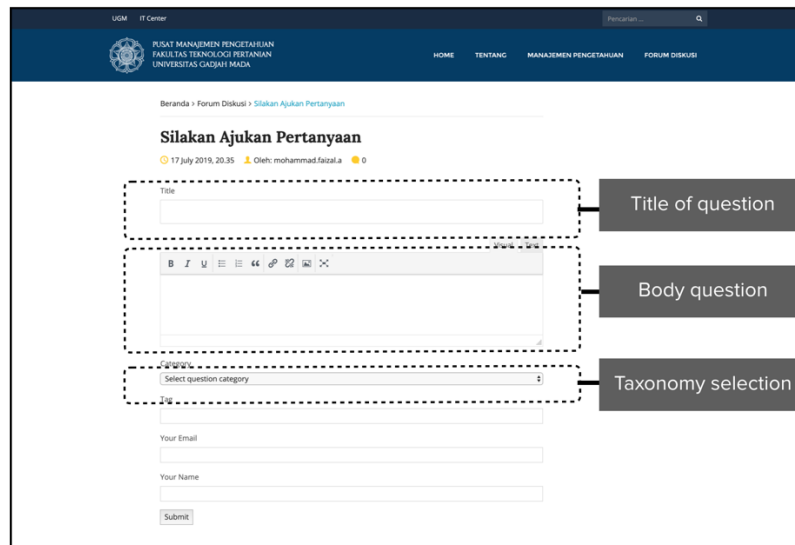 UGM IT Center
Pencarian ...
PUSAT MANAJEMEN PENGETAHUAN
FAKULTAS TEKNOLOGI PERTANIAN
UNIVERSITAS GADJAH MADA
HOME TENTANG MANAJEMEN PENGETAHUAN FORUM DISKUSI
Beranda > Forum Diskusi > Silakan Ajukan Pertanyaan
Silakan Ajukan Pertanyaan
17 July 2019, 20.35 Oleh: mohammad.faizal.a 0
Title
Title of question
Visual Text
B I U
Body question
Category
Select question category
Taxonomy selection
Tag
Your Email
Your Name
Submit